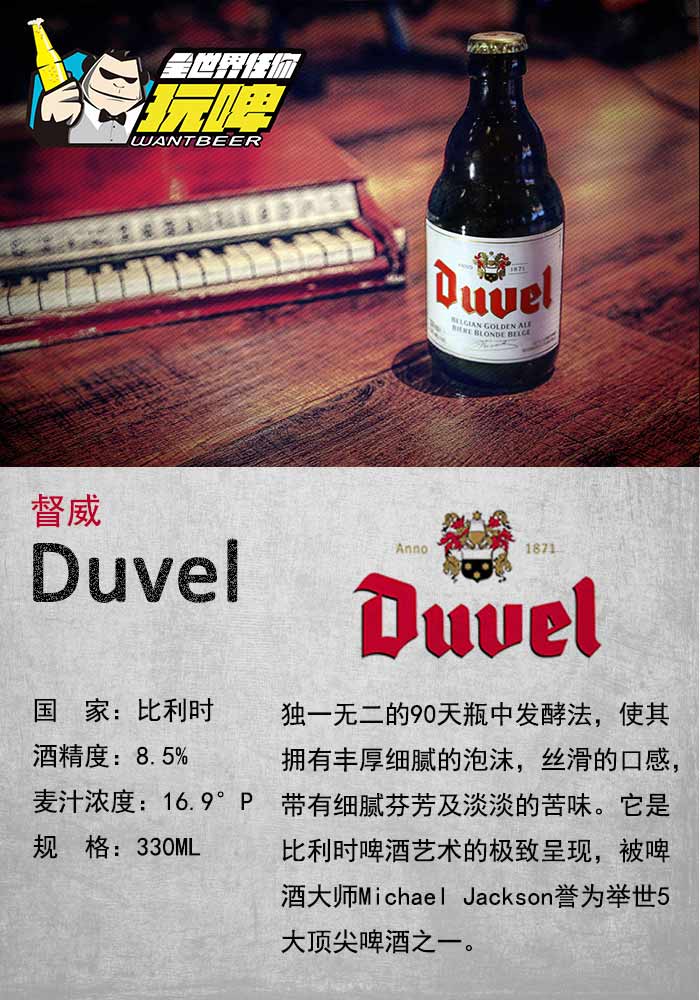 全世界任你
玩啤
WANTBEER
ANNO 1871
Duvel
BELGIAN GOLDEN ALE
BIERE BLONDE BELGE
督威
Duvel
Anno 1871
Duvel
国 家：比利时
酒精度：8.5%
麦汁浓度：16.9°P
规 格：330ML
独一无二的90天瓶中发酵法，使其
拥有丰厚细腻的泡沫，丝滑的口感，
带有细腻芬芳及淡淡的苦味。它是
比利时啤酒艺术的极致呈现，被啤
酒大师Michael Jackson誉为举世5
大顶尖啤酒之一。